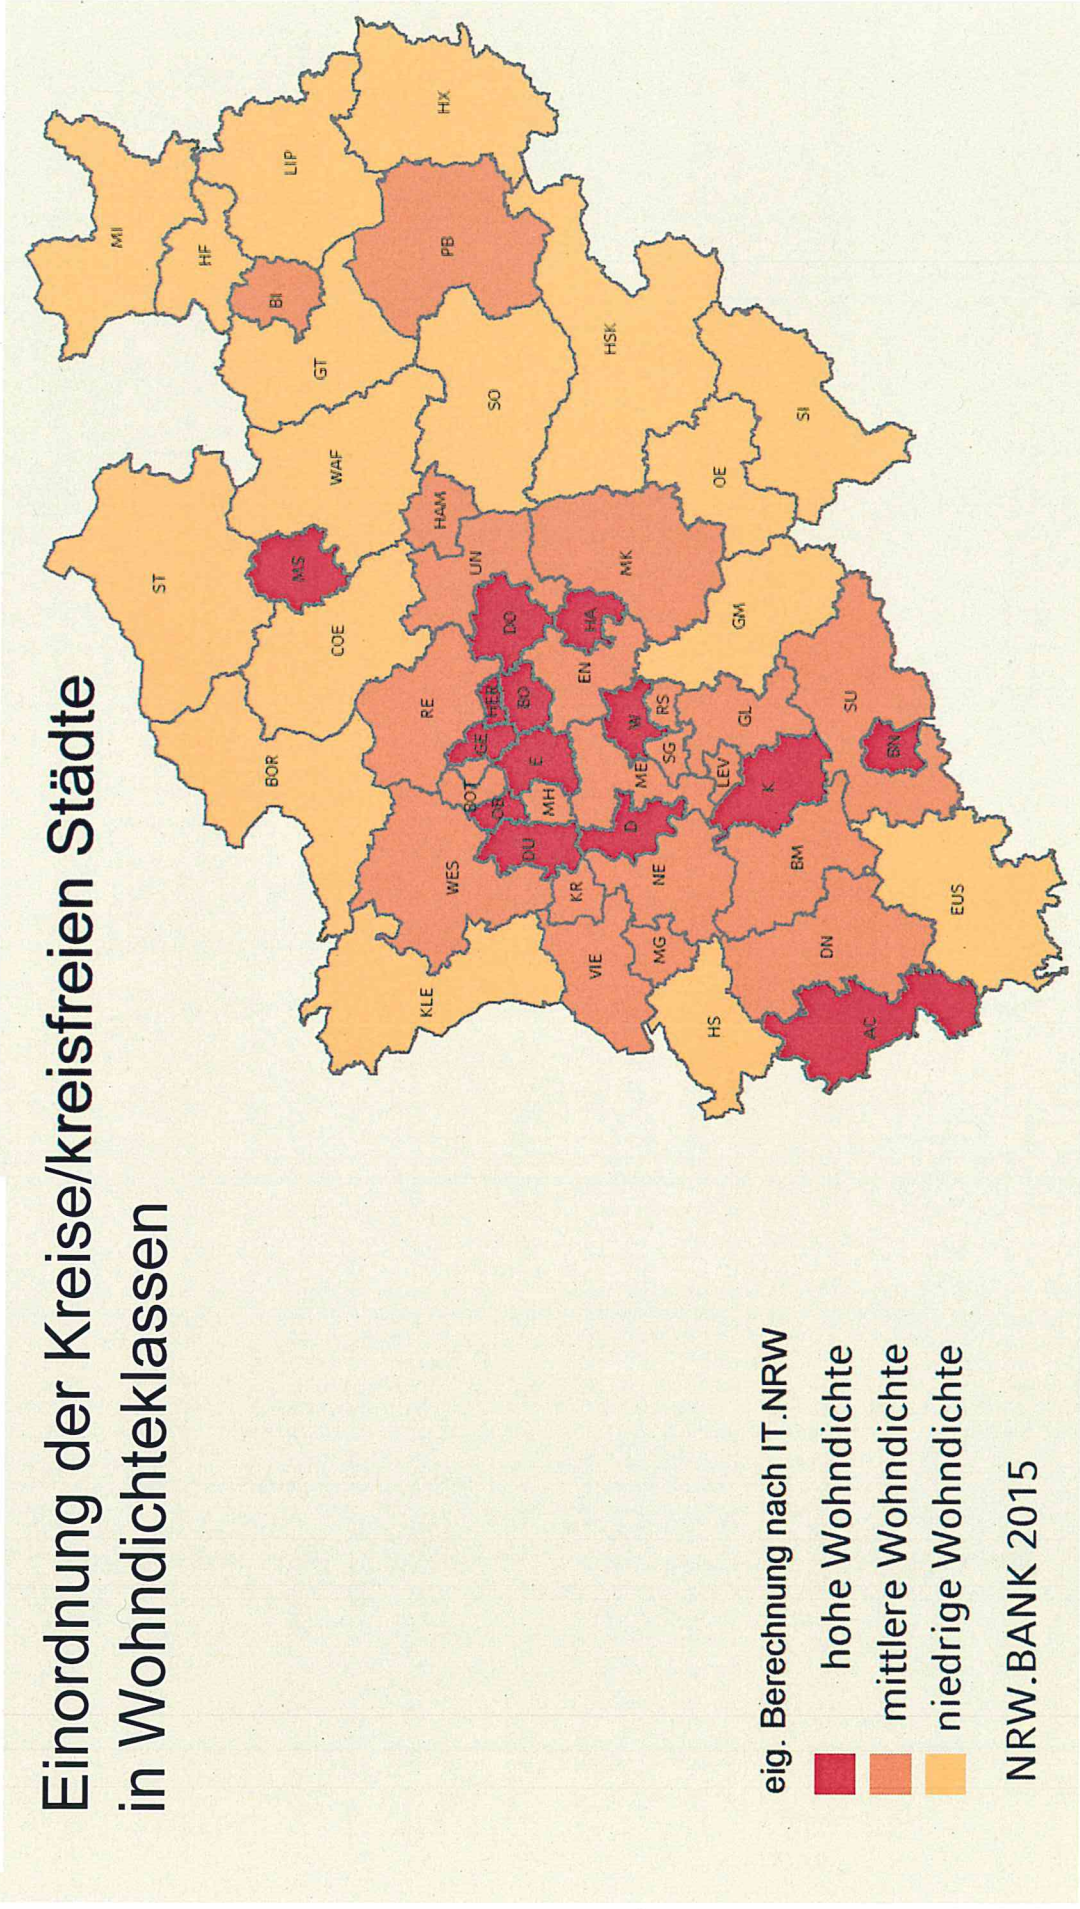 Einordnung der Kreise/kreisfreien Städte
in Wohndichteklassen
MI
HF
LIP
HX
BI
PB
GT
ST
MS
WAF
SO
HSK
HAM
UN
COE
BOR
RE
DO
HA
MK
OE
SI
HER
BO
EN
GE
GM
BOT
E
W
RS
OB
MH
ME
SG
GL
SU
WES
DU
D
LEV
K
BN
KLE
KR
NE
BM
VIE
MG
DN
EUS
HS
AC
eig. Berechnung nach IT.NRW
hohe Wohndichte
mittlere Wohndichte
niedrige Wohndichte
NRW.BANK 2015